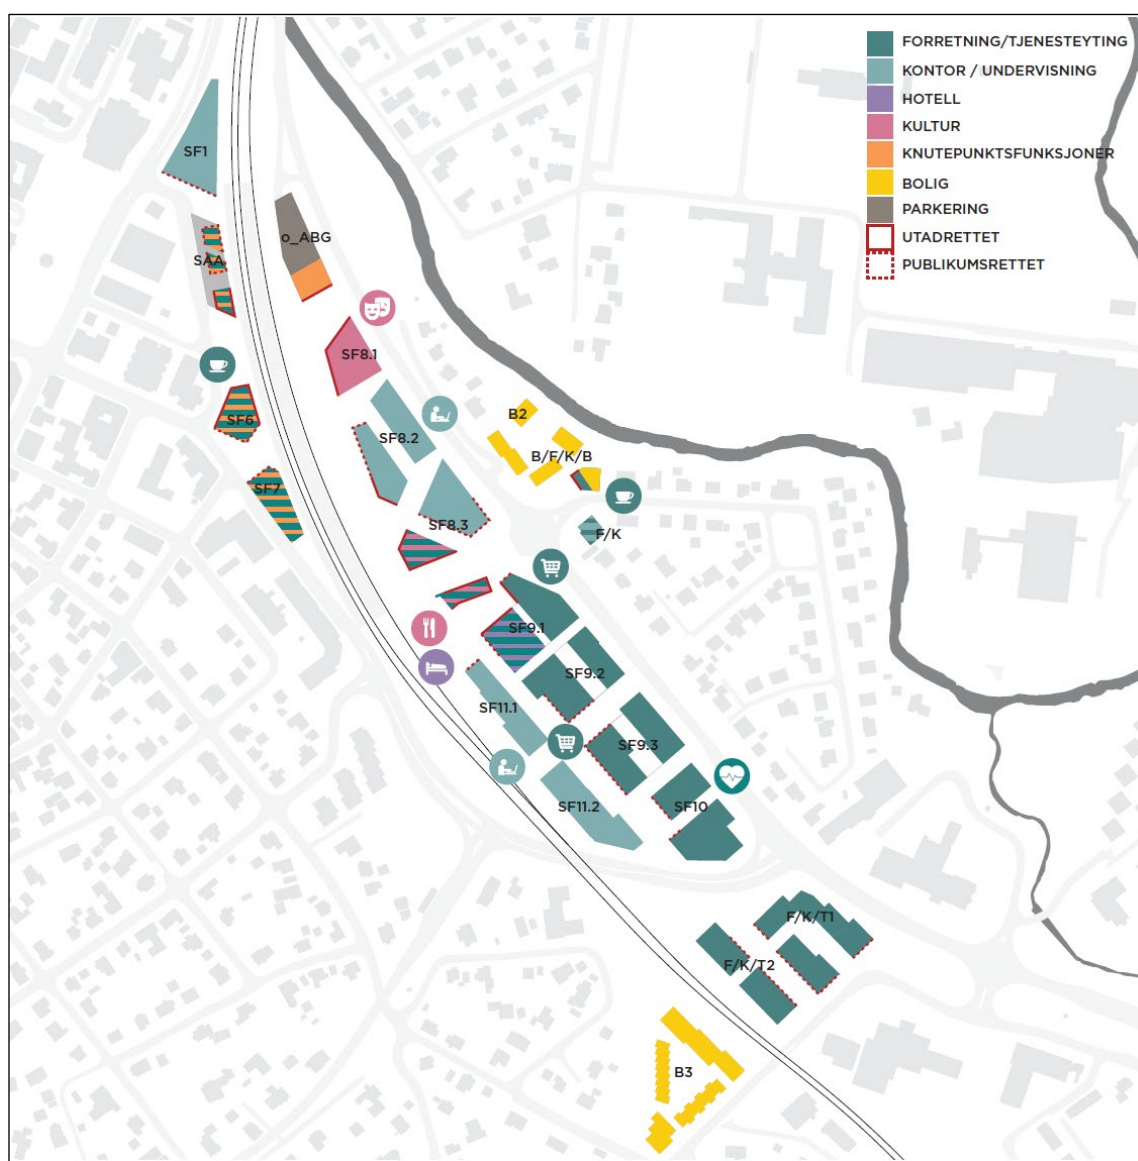 FORRETNING/TJENESTEYTING
KONTOR / UNDERVISNING
HOTELL
KULTUR
KNUTEPUNKTSFUNKSJONER
BOLIG
PARKERING
UTADRETTET
PUBLIKUMSRETTET
SF1
o_ABG
SAA
SF8.1
SF6
B2
SF8.2
B/F/K/B
SF7
SF8.3
F/K
SF9.1
SF9.2
SF11.1
SF9.3
SF11.2
SF10
F/K/T1
F/K/T2
B3